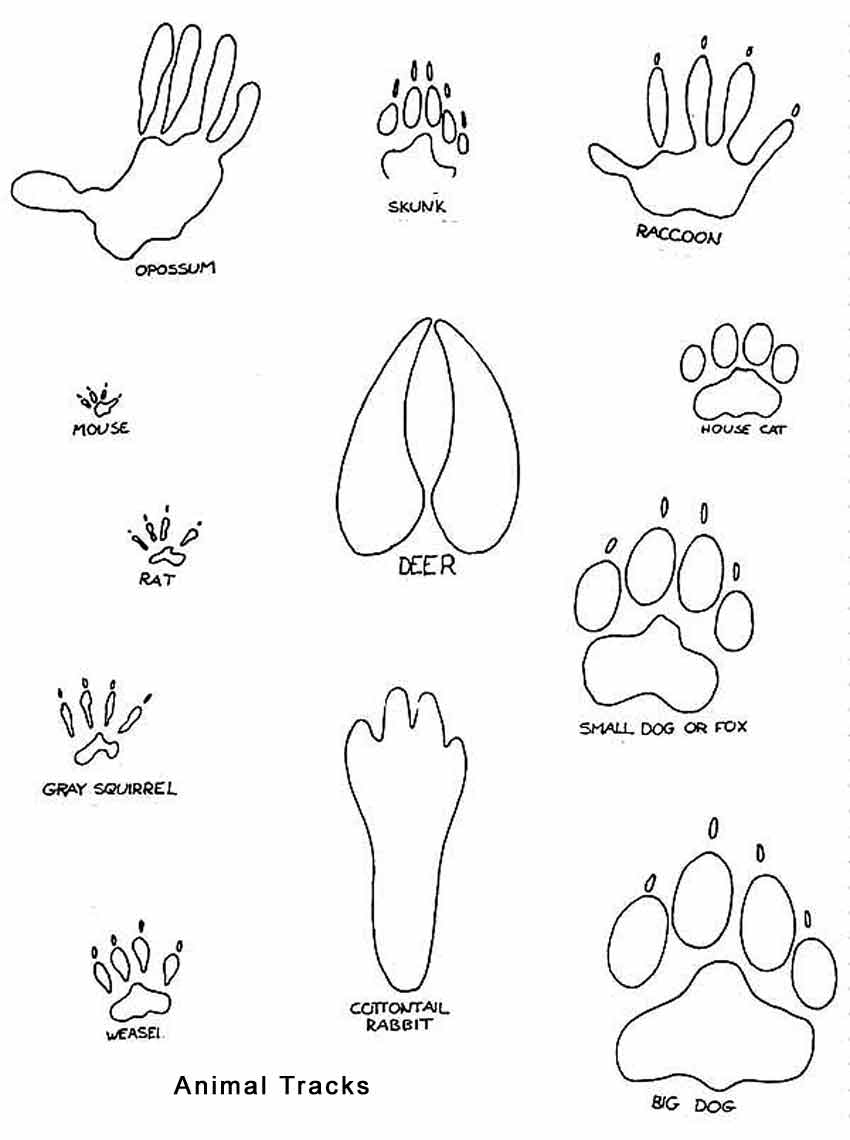 OPOSSUM
SKUNK
RACCOON
MOUSE
DEER
HOUSE CAT
RAT
SMALL DOG OR FOX
GRAY SQUIRREL
COTTONTAIL
RABBIT
WEASEL
BIG DOG
Animal Tracks